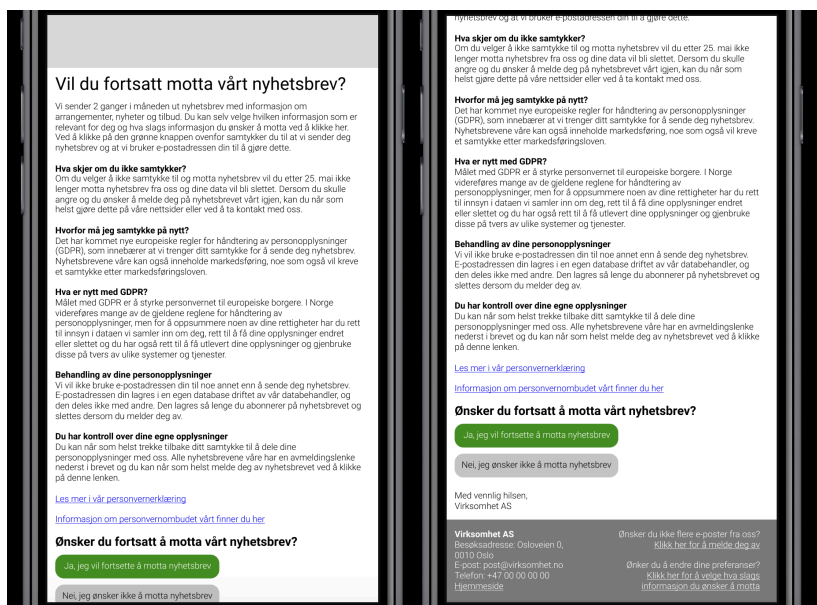 Vil du fortsatt motta vårt nyhetsbrev?
Vi sender 2 ganger i måneden ut nyhetsbrev med informasjon om
arrangementer, nyheter og tilbud. Du kan selv velge hvilken informasjon som er
relevant for deg og hva slags informasjon du ønsker å motta ved å klikke her.
Ved å klikke på den grønne knappen ovenfor samtykker du til at vi sender deg
nyhetsbrev og at vi bruker e-postadressen din til å gjøre dette.
Hva skjer om du ikke samtykker?
Om du velger å ikke samtykke til og motta nyhetsbrev vil du etter 25. mai ikke
lenger motta nyhetsbrev fra oss og dine data vil bli slettet. Dersom du skulle
angre og du ønsker å melde deg på nyhetsbrevet vårt igjen, kan du når som
helst gjøre dette på våre nettsider eller ved å ta kontakt med oss.
Hvorfor må jeg samtykke på nytt?
Det har kommet nye europeiske regler for håndtering av personopplysninger
(GDPR), som innebærer at vi trenger ditt samtykke for å sende deg nyhetsbrev.
Nyhetsbrevene våre kan også inneholde markedsføring, noe som også vil kreve
et samtykke etter markedsføringsloven.
Hva er nytt med GDPR?
Målet med GDPR er å styrke personvernet til europeiske borgere. I Norge
videreføres mange av de gjeldene reglene for håndtering av
personopplysninger, men for å oppsummere noen av dine rettigheter har du rett
til innsyn i dataen vi samler inn om deg, rett til å få dine opplysninger endret
eller slettet og du har også rett til å få utlevert dine opplysninger og gjenbruke
disse på tvers av ulike systemer og tjenester.
Behandling av dine personopplysninger
Vi vil ikke bruke e-postadressen din til noe annet enn å sende deg nyhetsbrev.
E-postadressen din lagres i en egen database driftet av vår databehandler, og
den deles ikke med andre. Den lagres så lenge du abonnerer på nyhetsbrevet og
slettes dersom du melder deg av.
Du har kontroll over dine egne opplysninger
Du kan når som helst trekke tilbake ditt samtykke til å dele dine
personopplysninger med oss. Alle nyhetsbrevene våre har en avmeldingslenke
nederst i brevet og du kan når som helst melde deg av nyhetsbrevet ved å klikke
på denne lenken.
Les mer i vår personvernerklæring
Informasjon om personvernombudet vårt finner du her
Ønsker du fortsatt å motta vårt nyhetsbrev?
Ja, jeg vil fortsette å motta nyhetsbrev
Nei, jeg ønsker ikke å motta nyhetsbrev
nyhetsbrev og at vi bruker e-postadressen din til å gjøre dette.
Hva skjer om du ikke samtykker?
Om du velger å ikke samtykke til og motta nyhetsbrev vil du etter 25. mai ikke
lenger motta nyhetsbrev fra oss og dine data vil bli slettet. Dersom du skulle
angre og du ønsker å melde deg på nyhetsbrevet vårt igjen, kan du når som
helst gjøre dette på våre nettsider eller ved å ta kontakt med oss.
Hvorfor må jeg samtykke på nytt?
Det har kommet nye europeiske regler for håndtering av personopplysninger
(GDPR), som innebærer at vi trenger ditt samtykke for å sende deg nyhetsbrev.
Nyhetsbrevene våre kan også inneholde markedsføring, noe som også vil kreve
et samtykke etter markedsføringsloven.
Hva er nytt med GDPR?
Målet med GDPR er å styrke personvernet til europeiske borgere. I Norge
videreføres mange av de gjeldene reglene for håndtering av
personopplysninger, men for å oppsummere noen av dine rettigheter har du rett
til innsyn i dataen vi samler inn om deg, rett til å få dine opplysninger endret
eller slettet og du har også rett til å få utlevert dine opplysninger og gjenbruke
disse på tvers av ulike systemer og tjenester.
Behandling av dine personopplysninger
Vi vil ikke bruke e-postadressen din til noe annet enn å sende deg nyhetsbrev.
E-postadressen din lagres i en egen database driftet av vår databehandler, og
den deles ikke med andre. Den lagres så lenge du abonnerer på nyhetsbrevet og
slettes dersom du melder deg av.
Du har kontroll over dine egne opplysninger
Du kan når som helst trekke tilbake ditt samtykke til å dele dine
personopplysninger med oss. Alle nyhetsbrevene våre har en avmeldingslenke
nederst i brevet og du kan når som helst melde deg av nyhetsbrevet ved å klikke
på denne lenken.
Les mer i vår personvernerklæring
Informasjon om personvernombudet vårt finner du her
Ønsker du fortsatt å motta vårt nyhetsbrev?
Ja, jeg vil fortsette å motta nyhetsbrev
Nei, jeg ønsker ikke å motta nyhetsbrev
Med vennlig hilsen,
Virksomhet AS
Virksomhet AS
Besøksadresse: Osloveien 0,
0010 Oslo
E-post: post@virksomhet.no
Telefon: +47 00 00 00 00
Hjemmeside
Ønsker du ikke flere e-poster fra oss?
Klikk her for å melde deg av
Ønker du å endre dine preferanser?
Klikk her for å velge hva slags
informasjon du ønsker å motta